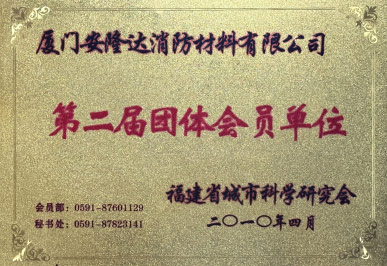 厦门安隆达消防材料有限公司
第二届团体会员单位
福建省城市科学研究会
会员部：0591-87601129
秘书处：0591-87823141
二〇一〇年四月